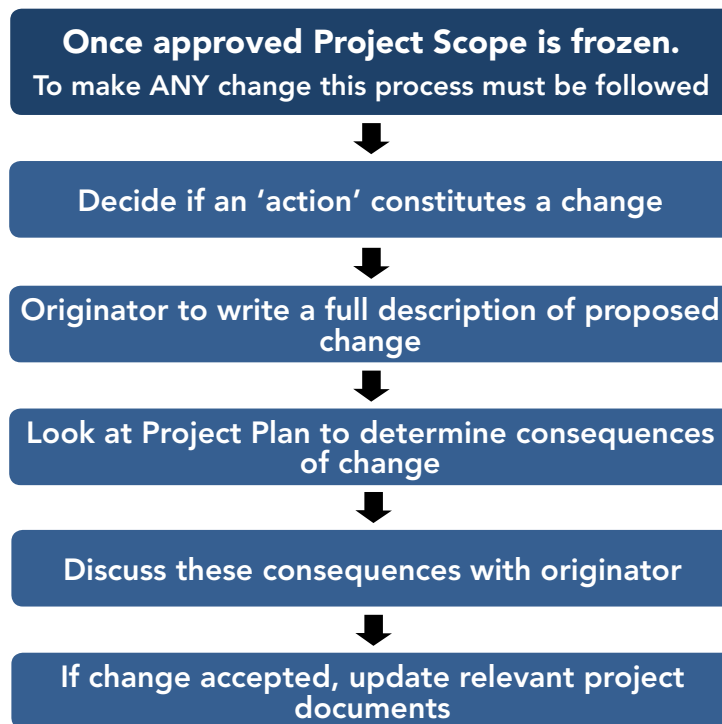 Once approved Project Scope is frozen.
To make ANY change this process must be followed
Decide if an ‘action’ constitutes a change
Originator to write a full description of proposed
change
Look at Project Plan to determine consequences
of change
Discuss these consequences with originator
If change accepted, update relevant project
documents